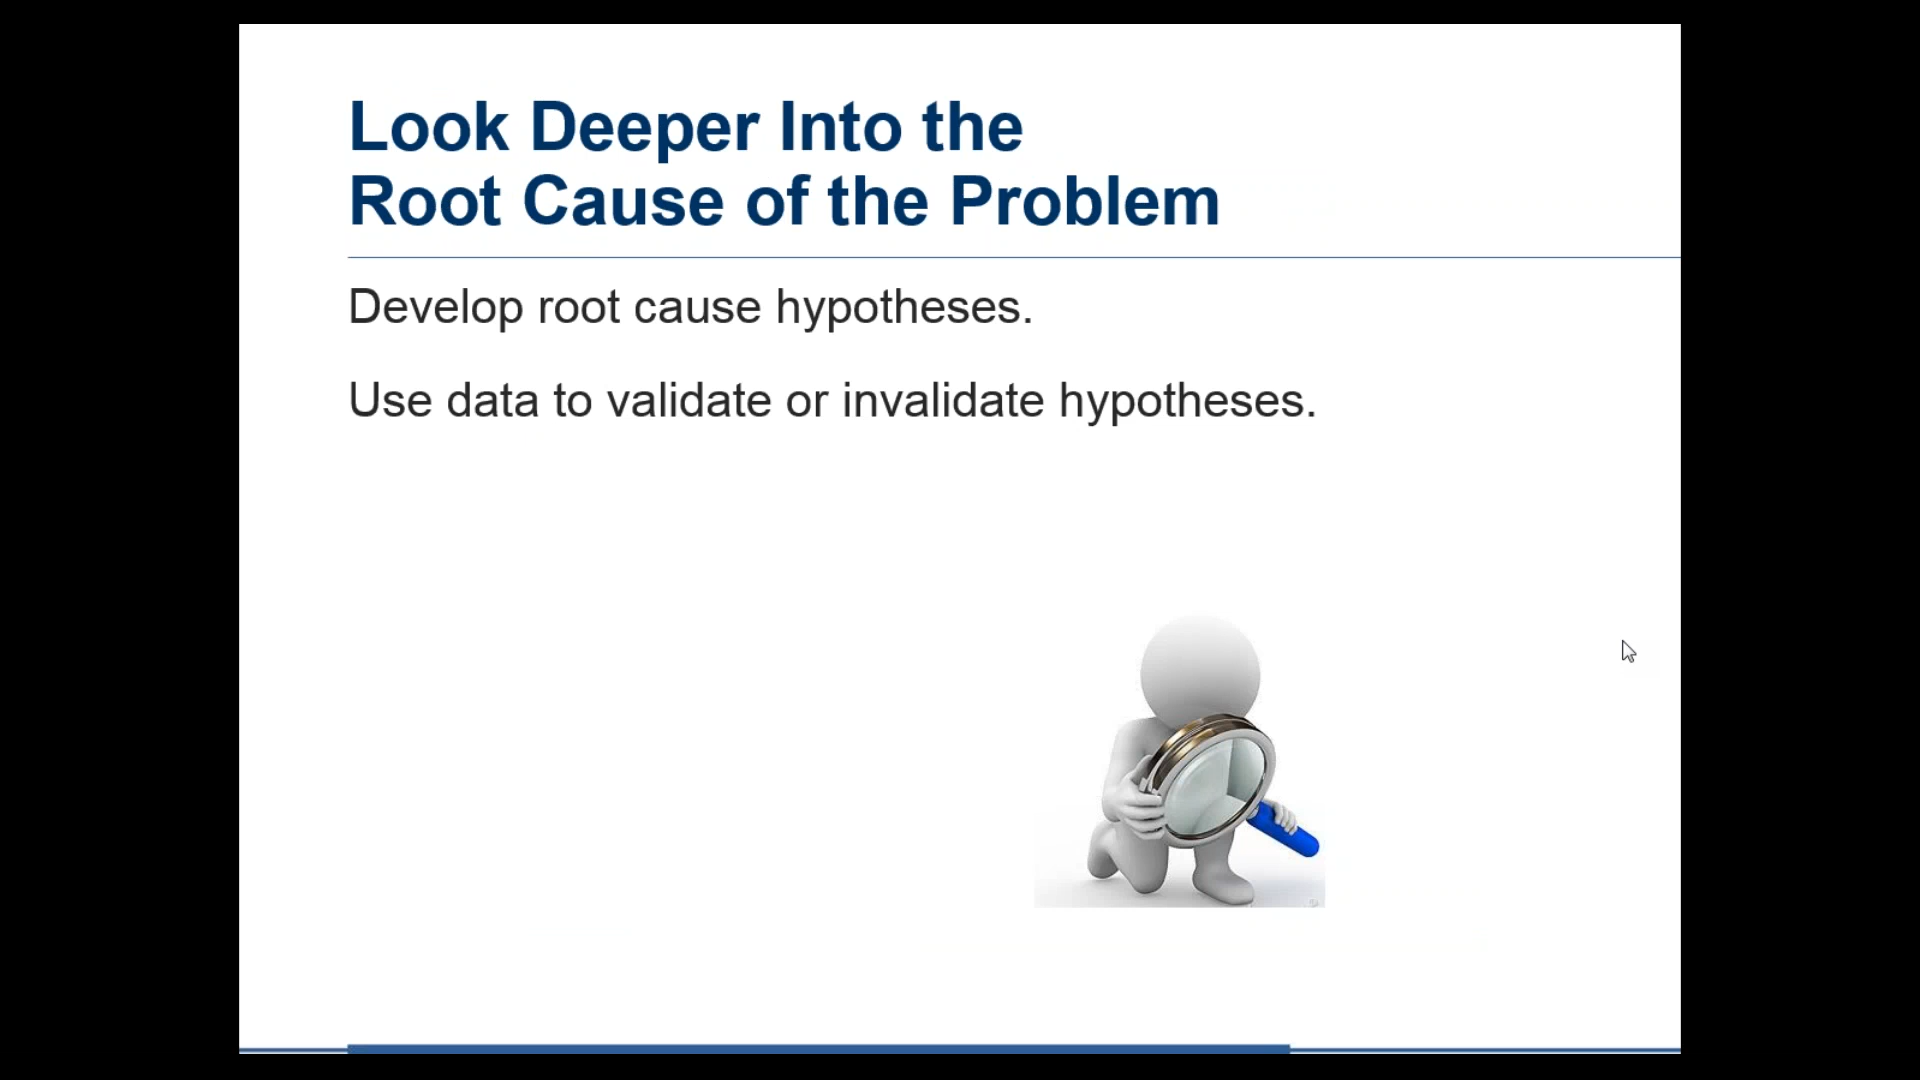 Look Deeper Into the
Root Cause of the Problem
Develop root cause hypotheses.
Use data to validate or invalidate hypotheses.